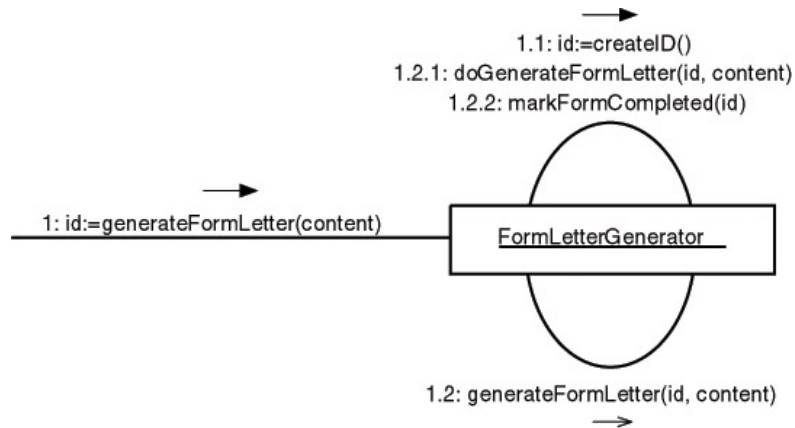 1.1: id:=createID()
1.2.1: doGenerateFormLetter(id, content)
1.2.2: markFormCompleted(id)
1: id:=generateFormLetter(content)
FormLetterGenerator
1.2: generateFormLetter(id, content)